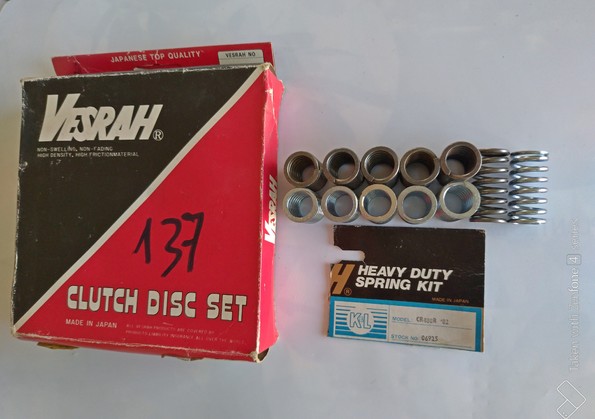 JAPANESE TOP QUALITY
VESRAH NO.
VESRAH®
NON-SWELLING, NON-FADING
HIGH DENSITY, HIGH FRICTION MATERIAL
137
CLUTCH DISC SET
MADE IN JAPAN
VESRAH
H
®
HEAVY DUTY
SPRING KIT
MADE IN JAPAN
K&L
MODEL
STOCK NO.